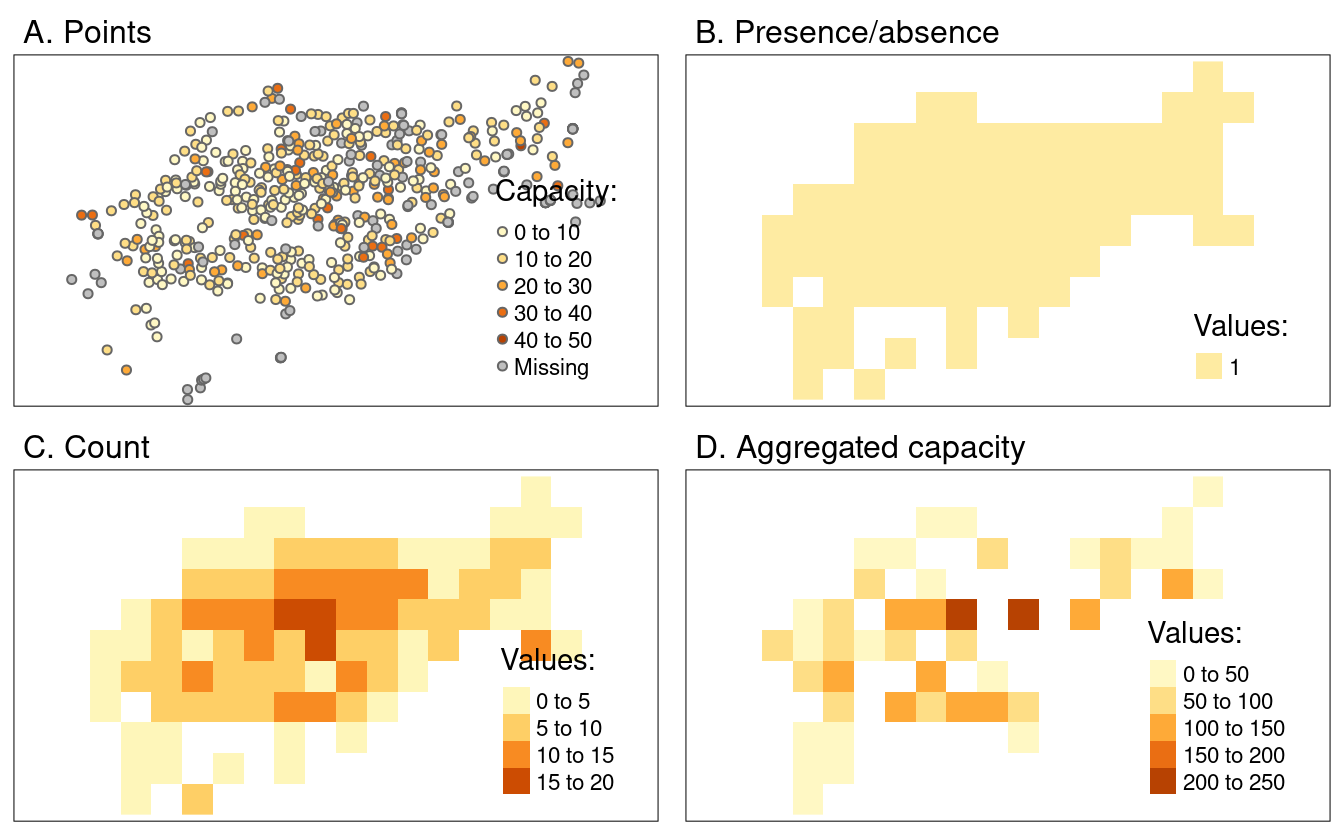 A. Points
Capacity:
0 to 10
10 to 20
20 to 30
30 to 40
40 to 50
Missing
B. Presence/absence
Values:
1
C. Count
Values:
0 to 5
5 to 10
10 to 15
15 to 20
D. Aggregated capacity
Values:
0 to 50
50 to 100
100 to 150
150 to 200
200 to 250